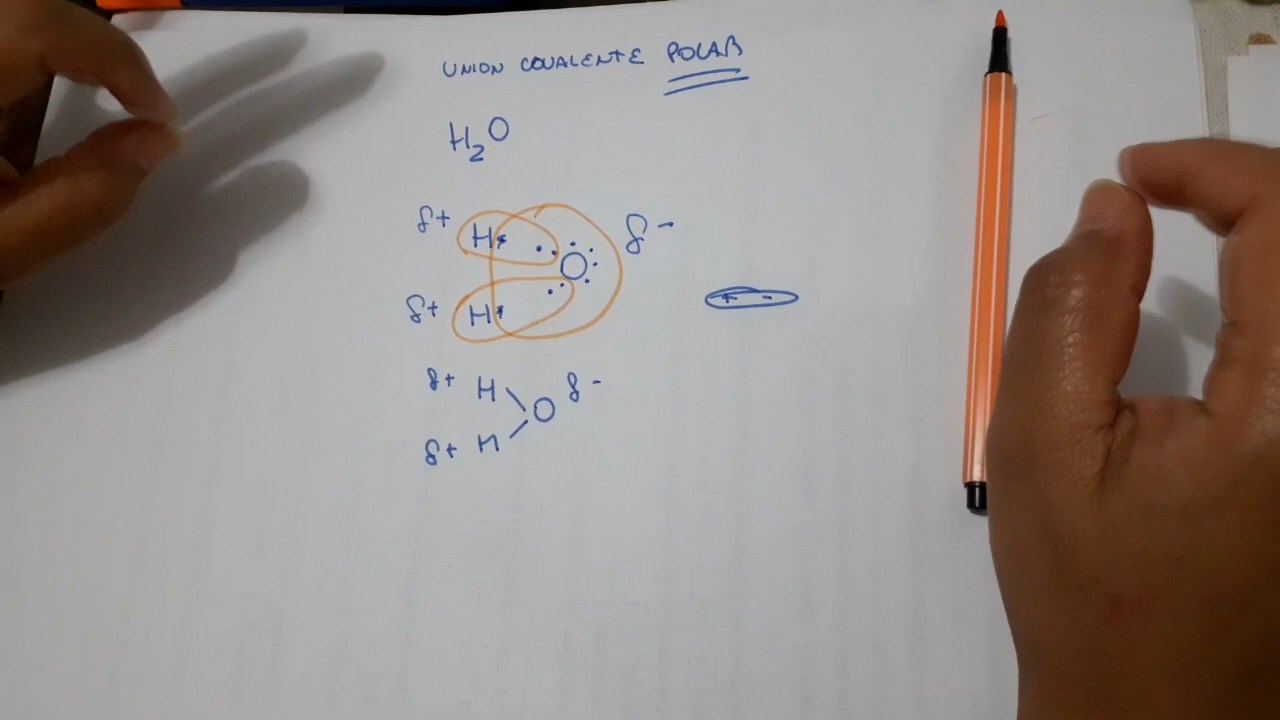 UNION COVALENTE POLAR
H₂O
δ+ H O δ-
δ+ H
+ -
δ+ H O δ-
δ+ H